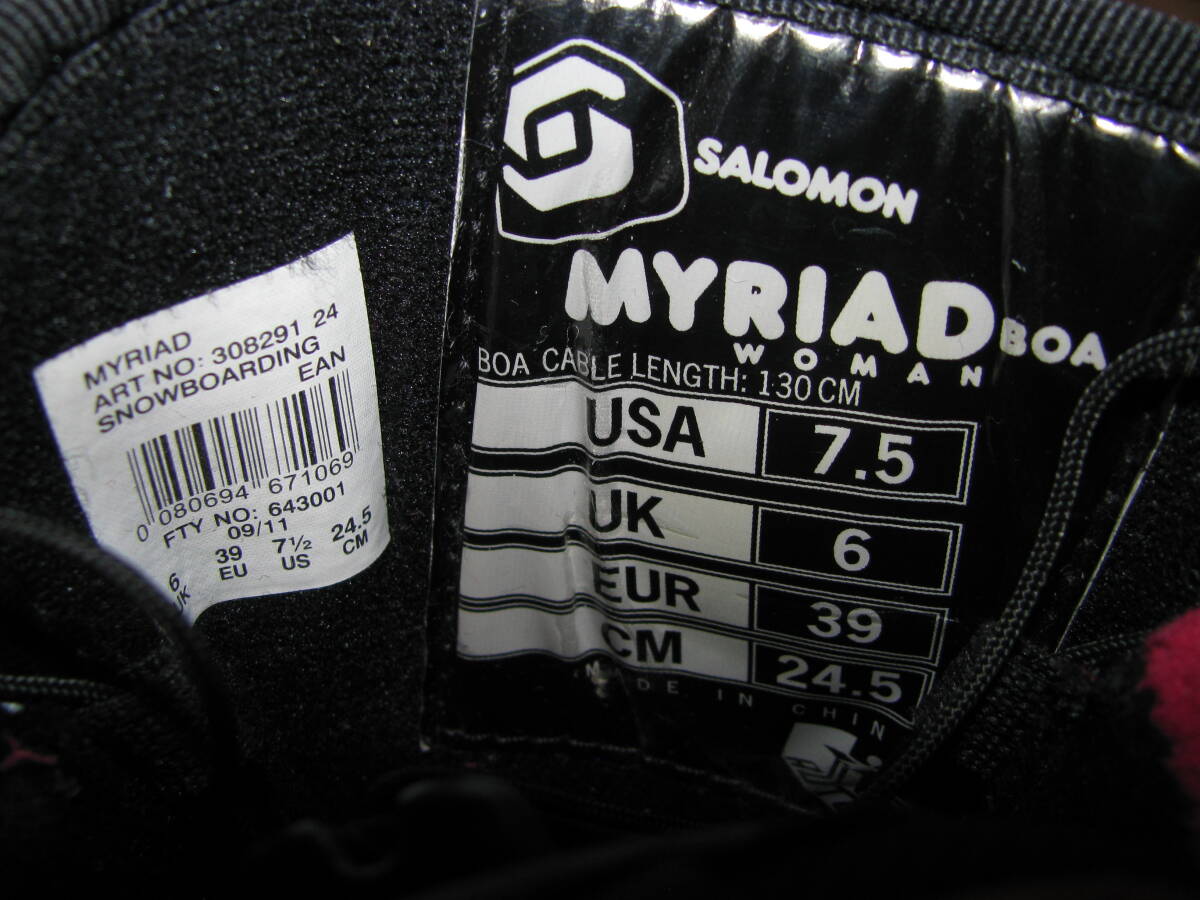 MYRIAD
ART NO: 308291 24
SNOWBOARDING
EAN
0 080694 671069
FTY NO: 643001
09/11
6 39 7½ 24.5
UK EU US CM
SALOMON
MYRIAD BOA
WOMAN
BOA CABLE LENGTH: 130 CM
USA 7.5
UK 6
EUR 39
CM 24.5
MADE IN CHIN